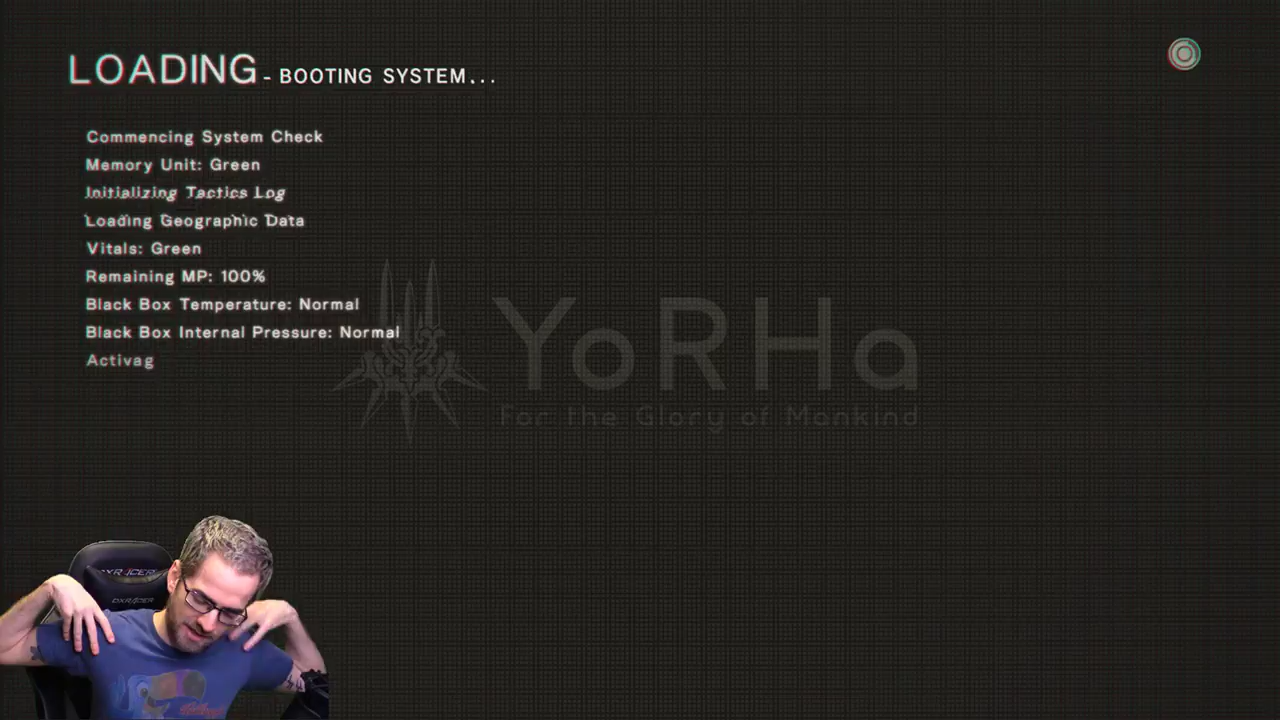 LOADING - BOOTING SYSTEM...
Commencing System Check
Memory Unit: Green
Initializing Tactics Log
Loading Geographic Data
Vitals: Green
Remaining MP: 100%
Black Box Temperature: Normal
Black Box Internal Pressure: Normal
Activag
YoRHa
For the Glory of Mankind
DXRACER